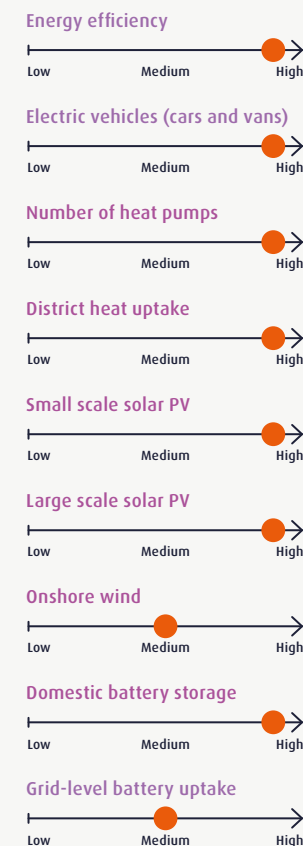 Energy efficiency
Low Medium High
Electric vehicles (cars and vans)
Low Medium High
Number of heat pumps
Low Medium High
District heat uptake
Low Medium High
Small scale solar PV
Low Medium High
Large scale solar PV
Low Medium High
Onshore wind
Low Medium High
Domestic battery storage
Low Medium High
Grid-level battery uptake
Low Medium High